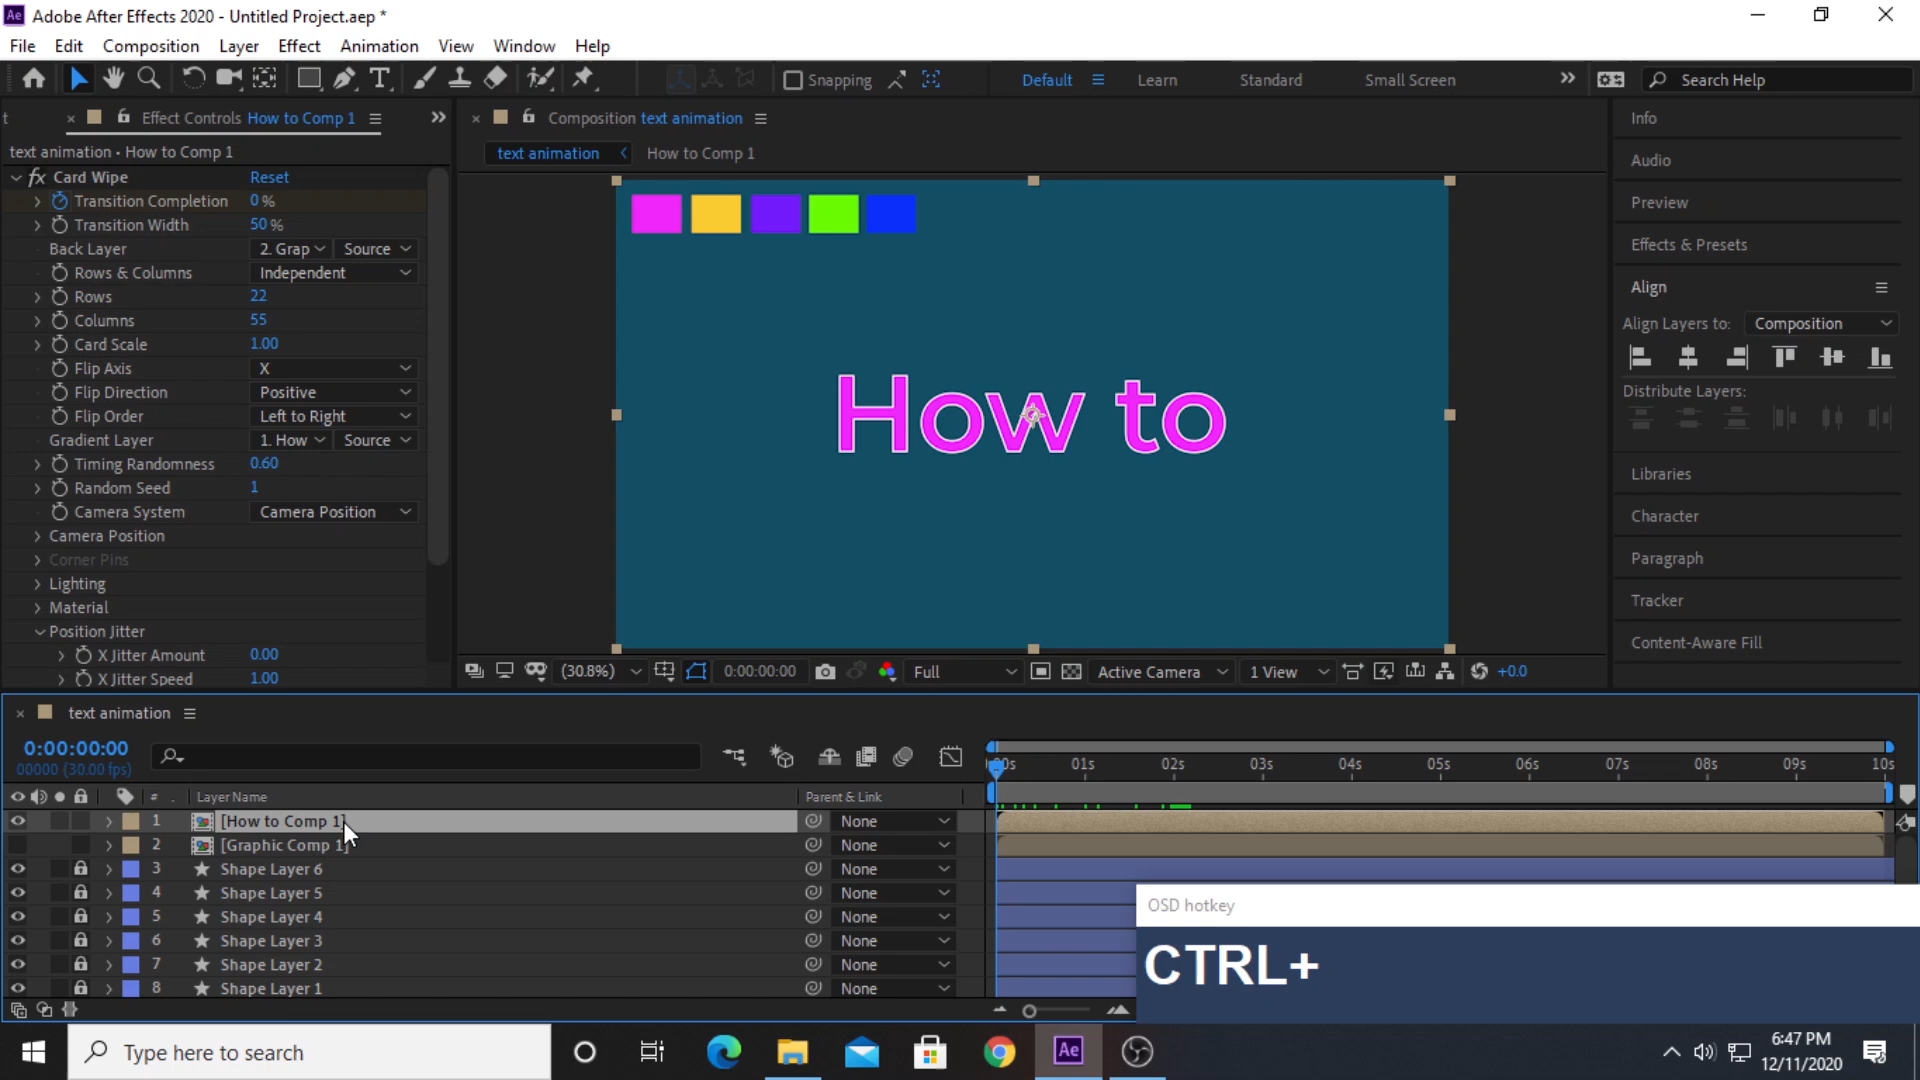 Ae Adobe After Effects 2020 - Untitled Project.aep *
File Edit Composition Layer Effect Animation View Window Help
Snapping Default Learn Standard Small Screen Search Help
t Effect Controls How to Comp 1
Composition text animation
text animation • How to Comp 1
text animation How to Comp 1
fx Card Wipe Reset
Transition Completion 0 %
Transition Width 50 %
Back Layer 2. Grap Source
Rows & Columns Independent
Rows 22
Columns 55
Card Scale 1.00
Flip Axis X
Flip Direction Positive
Flip Order Left to Right
Gradient Layer 1. How Source
Timing Randomness 0.60
Random Seed 1
Camera System Camera Position
Camera Position
Corner Pins
Lighting
Material
Position Jitter
X Jitter Amount 0.00
X Jitter Speed 1.00
How to
(30.8%) 0:00:00:00 Full Active Camera 1 View +0.0
Info
Audio
Preview
Effects & Presets
Align
Align Layers to: Composition
Distribute Layers:
Libraries
Character
Paragraph
Tracker
Content-Aware Fill
text animation
0:00:00:00
00000 (30.00 fps)
# . Layer Name Parent & Link
00s 01s 02s 03s 04s 05s 06s 07s 08s 09s 10s
1 [How to Comp 1] None
2 [Graphic Comp 1] None
3 Shape Layer 6 None
4 Shape Layer 5 None
5 Shape Layer 4 None
6 Shape Layer 3 None
7 Shape Layer 2 None
8 Shape Layer 1 None
OSD hotkey
CTRL+
Type here to search
Ae
6:47 PM
12/11/2020